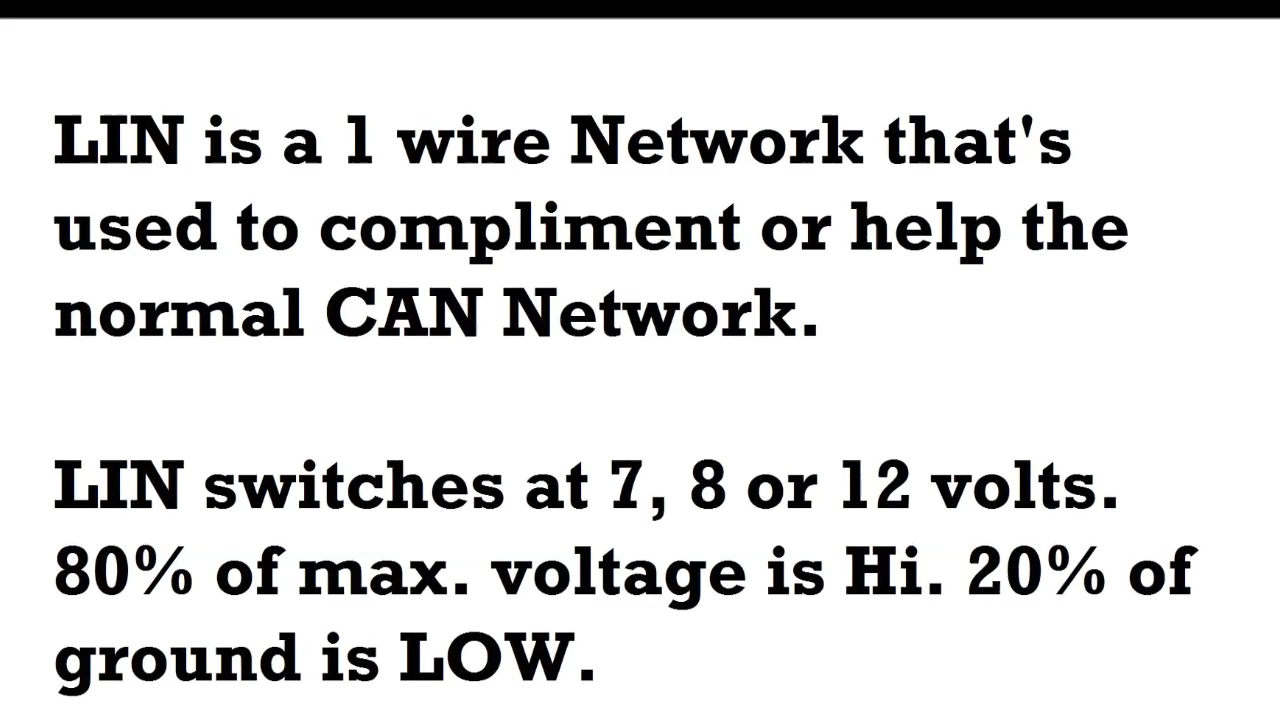 LIN is a 1 wire Network that's
used to compliment or help the
normal CAN Network.
LIN switches at 7, 8 or 12 volts.
80% of max. voltage is Hi. 20% of
ground is LOW.